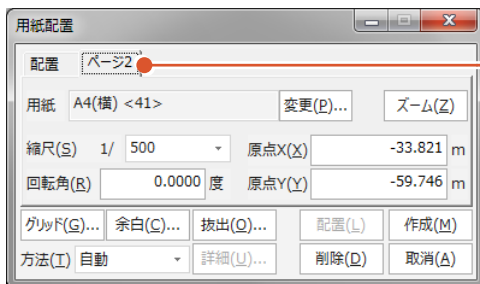 用紙配置
配置 ページ2
用紙 A4(横) <41> 変更(P)... ズーム(Z)
縮尺(S) 1/ 500 原点X(X) -33.821 m
回転角(R) 0.0000 度 原点Y(Y) -59.746 m
グリッド(G)... 余白(C)... 抜出(O)... 配置(L) 作成(M)
方法(T) 自動 詳細(U)... 削除(D) 取消(A)